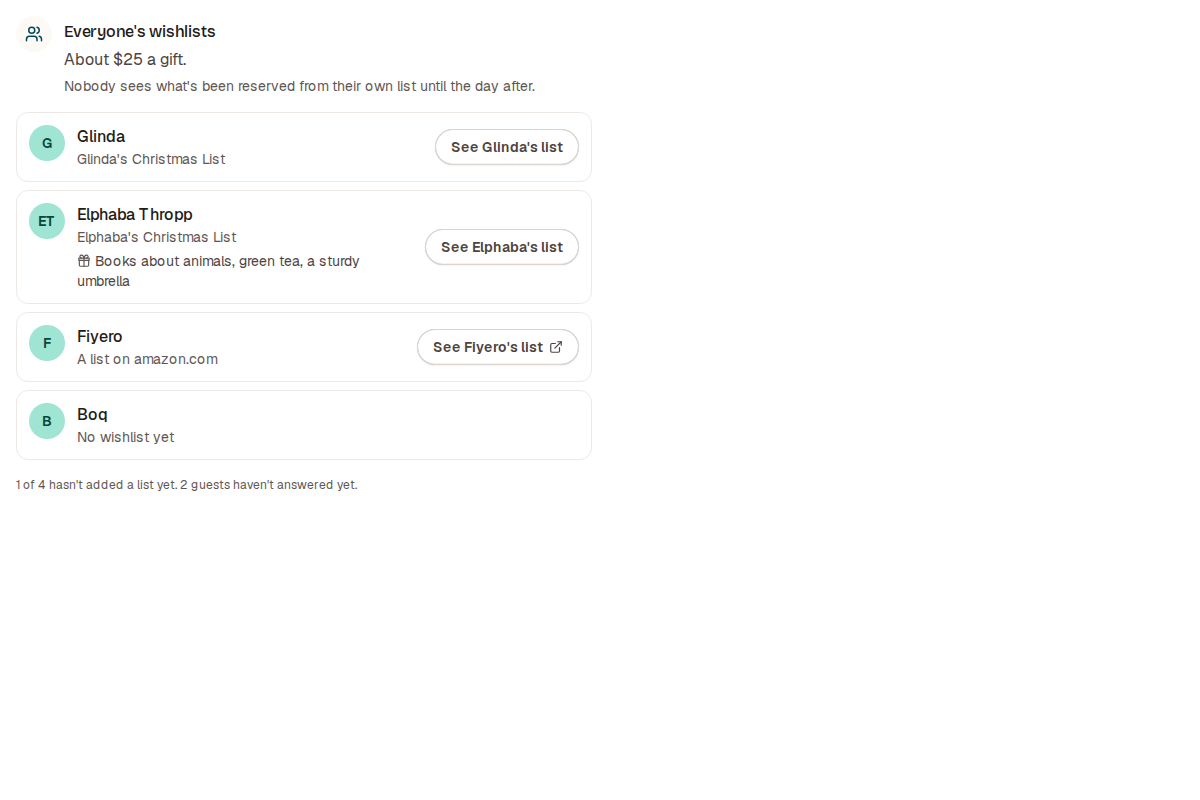 Everyone's wishlists
About $25 a gift.
Nobody sees what's been reserved from their own list until the day after.
G
Glinda
Glinda's Christmas List
See Glinda's list
ET
Elphaba Thropp
Elphaba's Christmas List
Books about animals, green tea, a sturdy
umbrella
See Elphaba's list
F
Fiyero
A list on amazon.com
See Fiyero's list
B
Boq
No wishlist yet
1 of 4 hasn't added a list yet. 2 guests haven't answered yet.